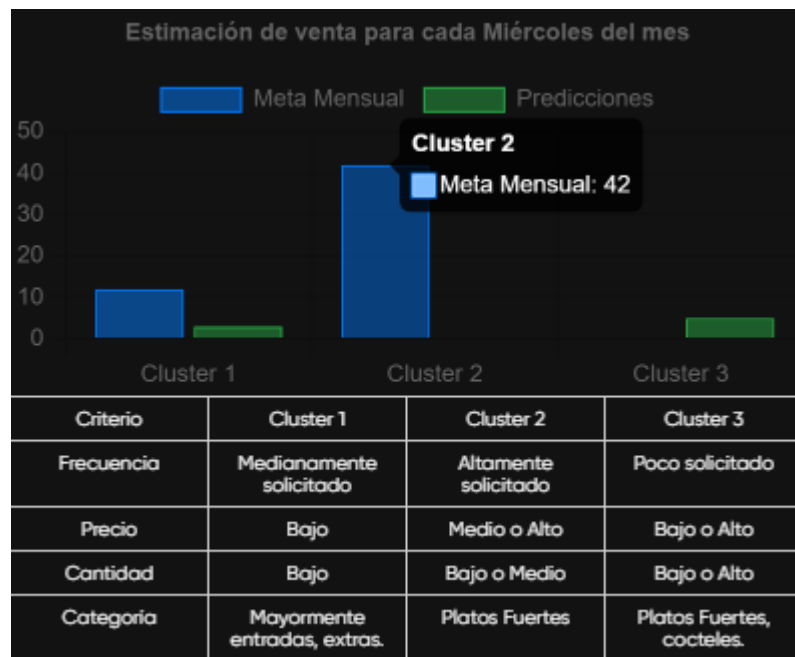 Estimación de venta para cada Miércoles del mes
Meta Mensual Predicciones
50
Cluster 2
Meta Mensual: 42
40
30
20
10
0
Cluster 1 Cluster 2 Cluster 3
Criterio Cluster 1 Cluster 2 Cluster 3
Frecuencia Medianamente solicitado Altamente solicitado Poco solicitado
Precio Bajo Medio o Alto Bajo o Alto
Cantidad Bajo Bajo o Medio Bajo o Alto
Categoría Mayormente entradas, extras. Platos Fuertes Platos Fuertes, cocteles.